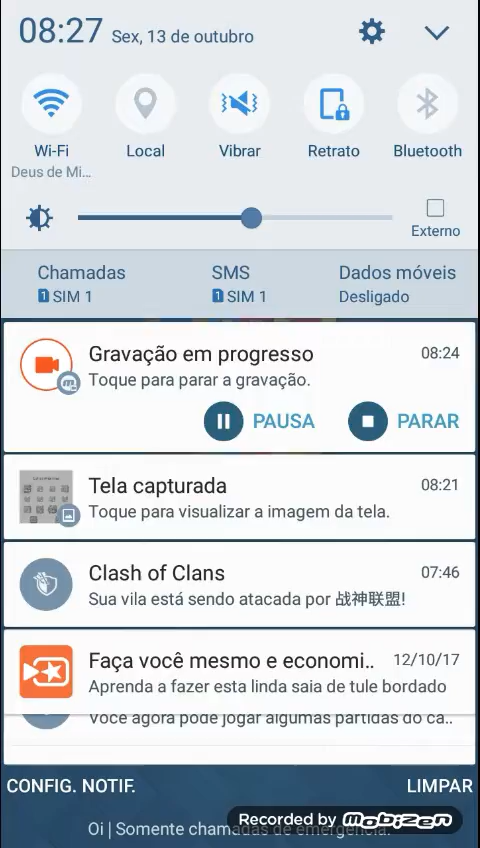 08:27 Sex, 13 de outubro
Wi-Fi Local Vibrar Retrato Bluetooth
Deus de Mi...
Externo
Chamadas SMS Dados móveis
1 SIM 1 1 SIM 1 Desligado
Gravação em progresso 08:24
Toque para parar a gravação.
PAUSA PARAR
Tela capturada 08:21
Toque para visualizar a imagem da tela.
Clash of Clans 07:46
Sua vila está sendo atacada por 战神联盟!
Faça você mesmo e economi.. 12/10/17
Aprenda a fazer esta linda saia de tule bordado
Você agora pode jogar algumas partidas do ca..
CONFIG. NOTIF. LIMPAR
Oi | Somente chamadas de emergência.
Recorded by Mobizen